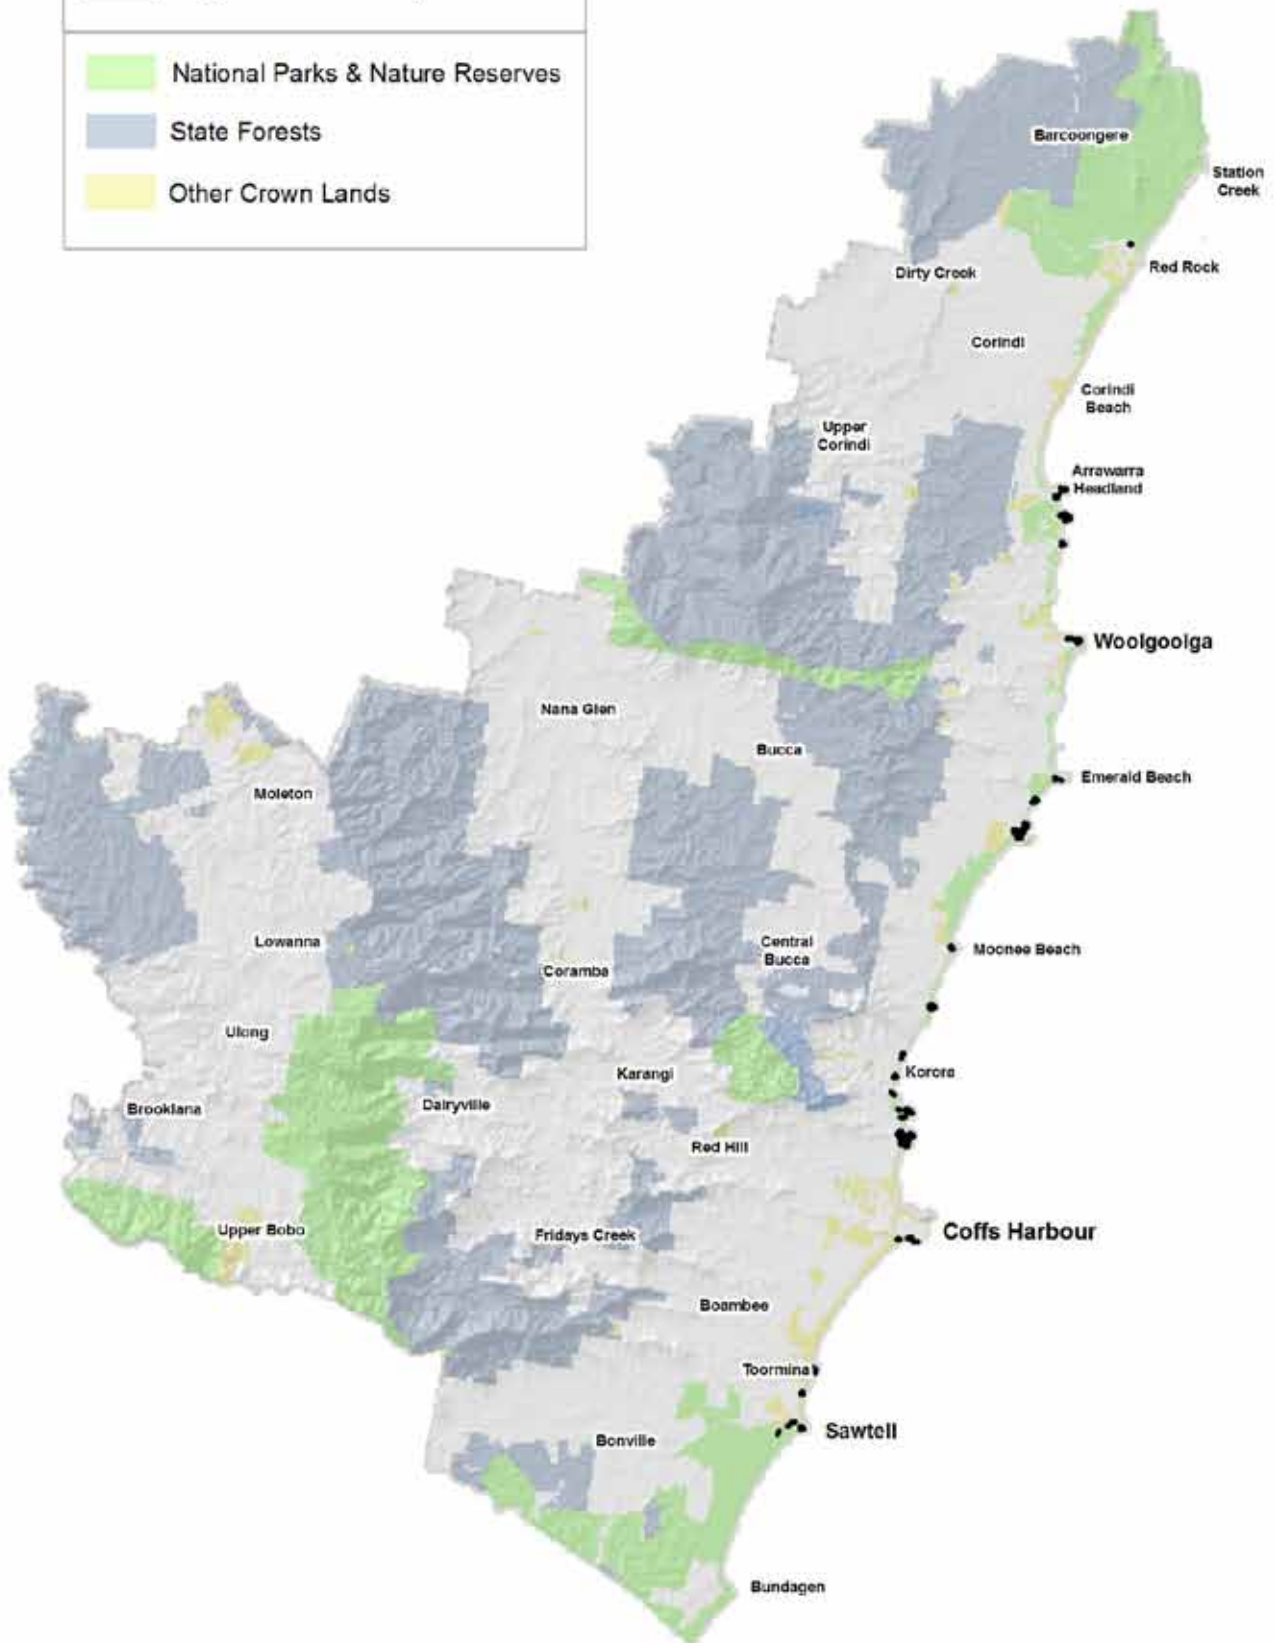 National Parks & Nature Reserves
State Forests
Other Crown Lands
Barcoongere
Station
Creek
Red Rock
Dirty Creek
Corindi
Corindi
Beach
Upper
Corindi
Arrawarra
Headland
Woolgoolga
Nana Glen
Bucca
Emerald Beach
Moleton
Lowanna
Central
Bucca
Moonee Beach
Coramba
Ulong
Karangi
Korora
Brooklana
Dairyville
Red Hill
Upper Bobo
Fridays Creek
Coffs Harbour
Boambee
Toormina
Sawtell
Bonville
Bundagen